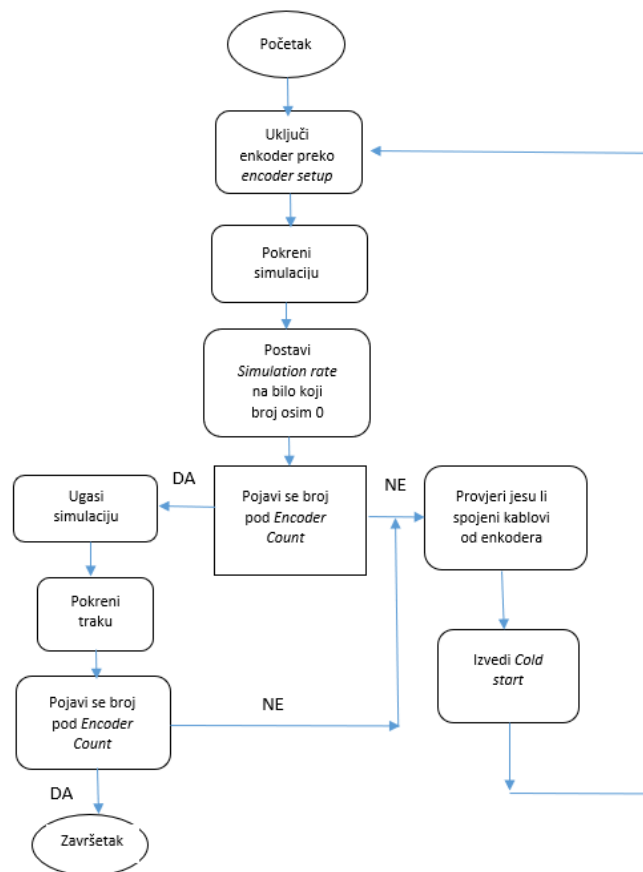 Početak
Uključi
enkoder preko
encoder setup
Pokreni
simulaciju
Postavi
Simulation rate
na bilo koji
broj osim 0
DA
NE
Ugasi
simulaciju
Pojavi se broj
pod Encoder
Count
Provjeri jesu li
spojeni kablovi
od enkodera
Pokreni
traku
Izvedi Cold
start
Pojavi se broj
pod Encoder
Count
NE
DA
Završetak